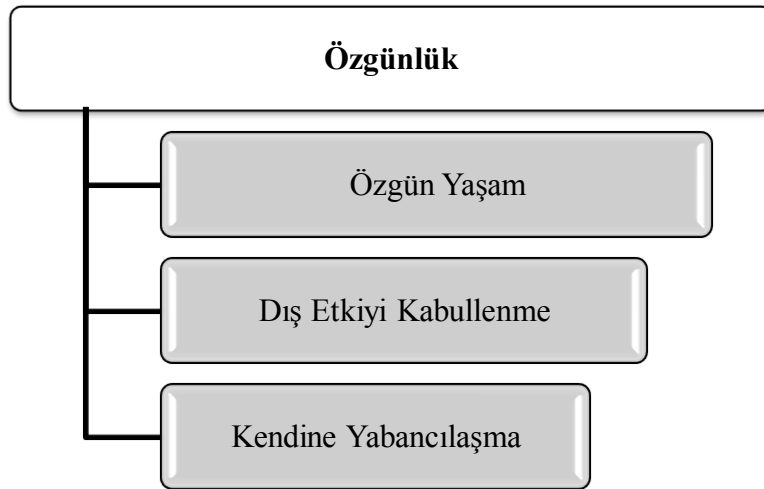 Özgünlük
Özgün Yaşam
Dış Etkiyi Kabullenme
Kendine Yabancılaşma